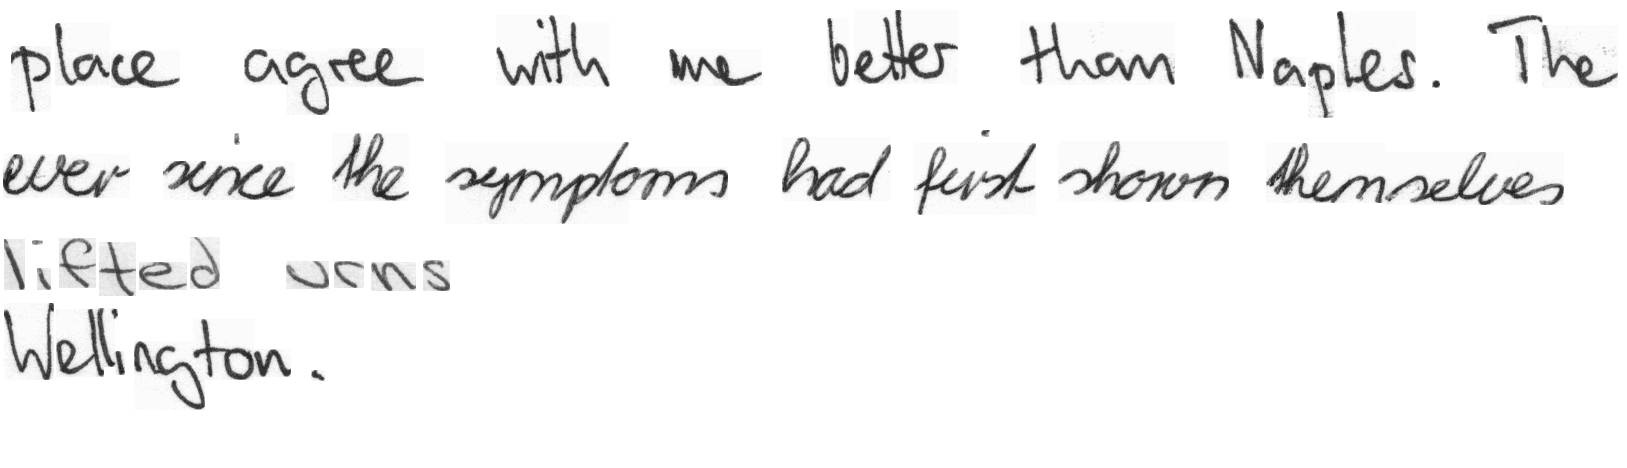 place agree with me better than Naples. The
ever since the symptoms had first shown themselves
lifted urns
Wellington.